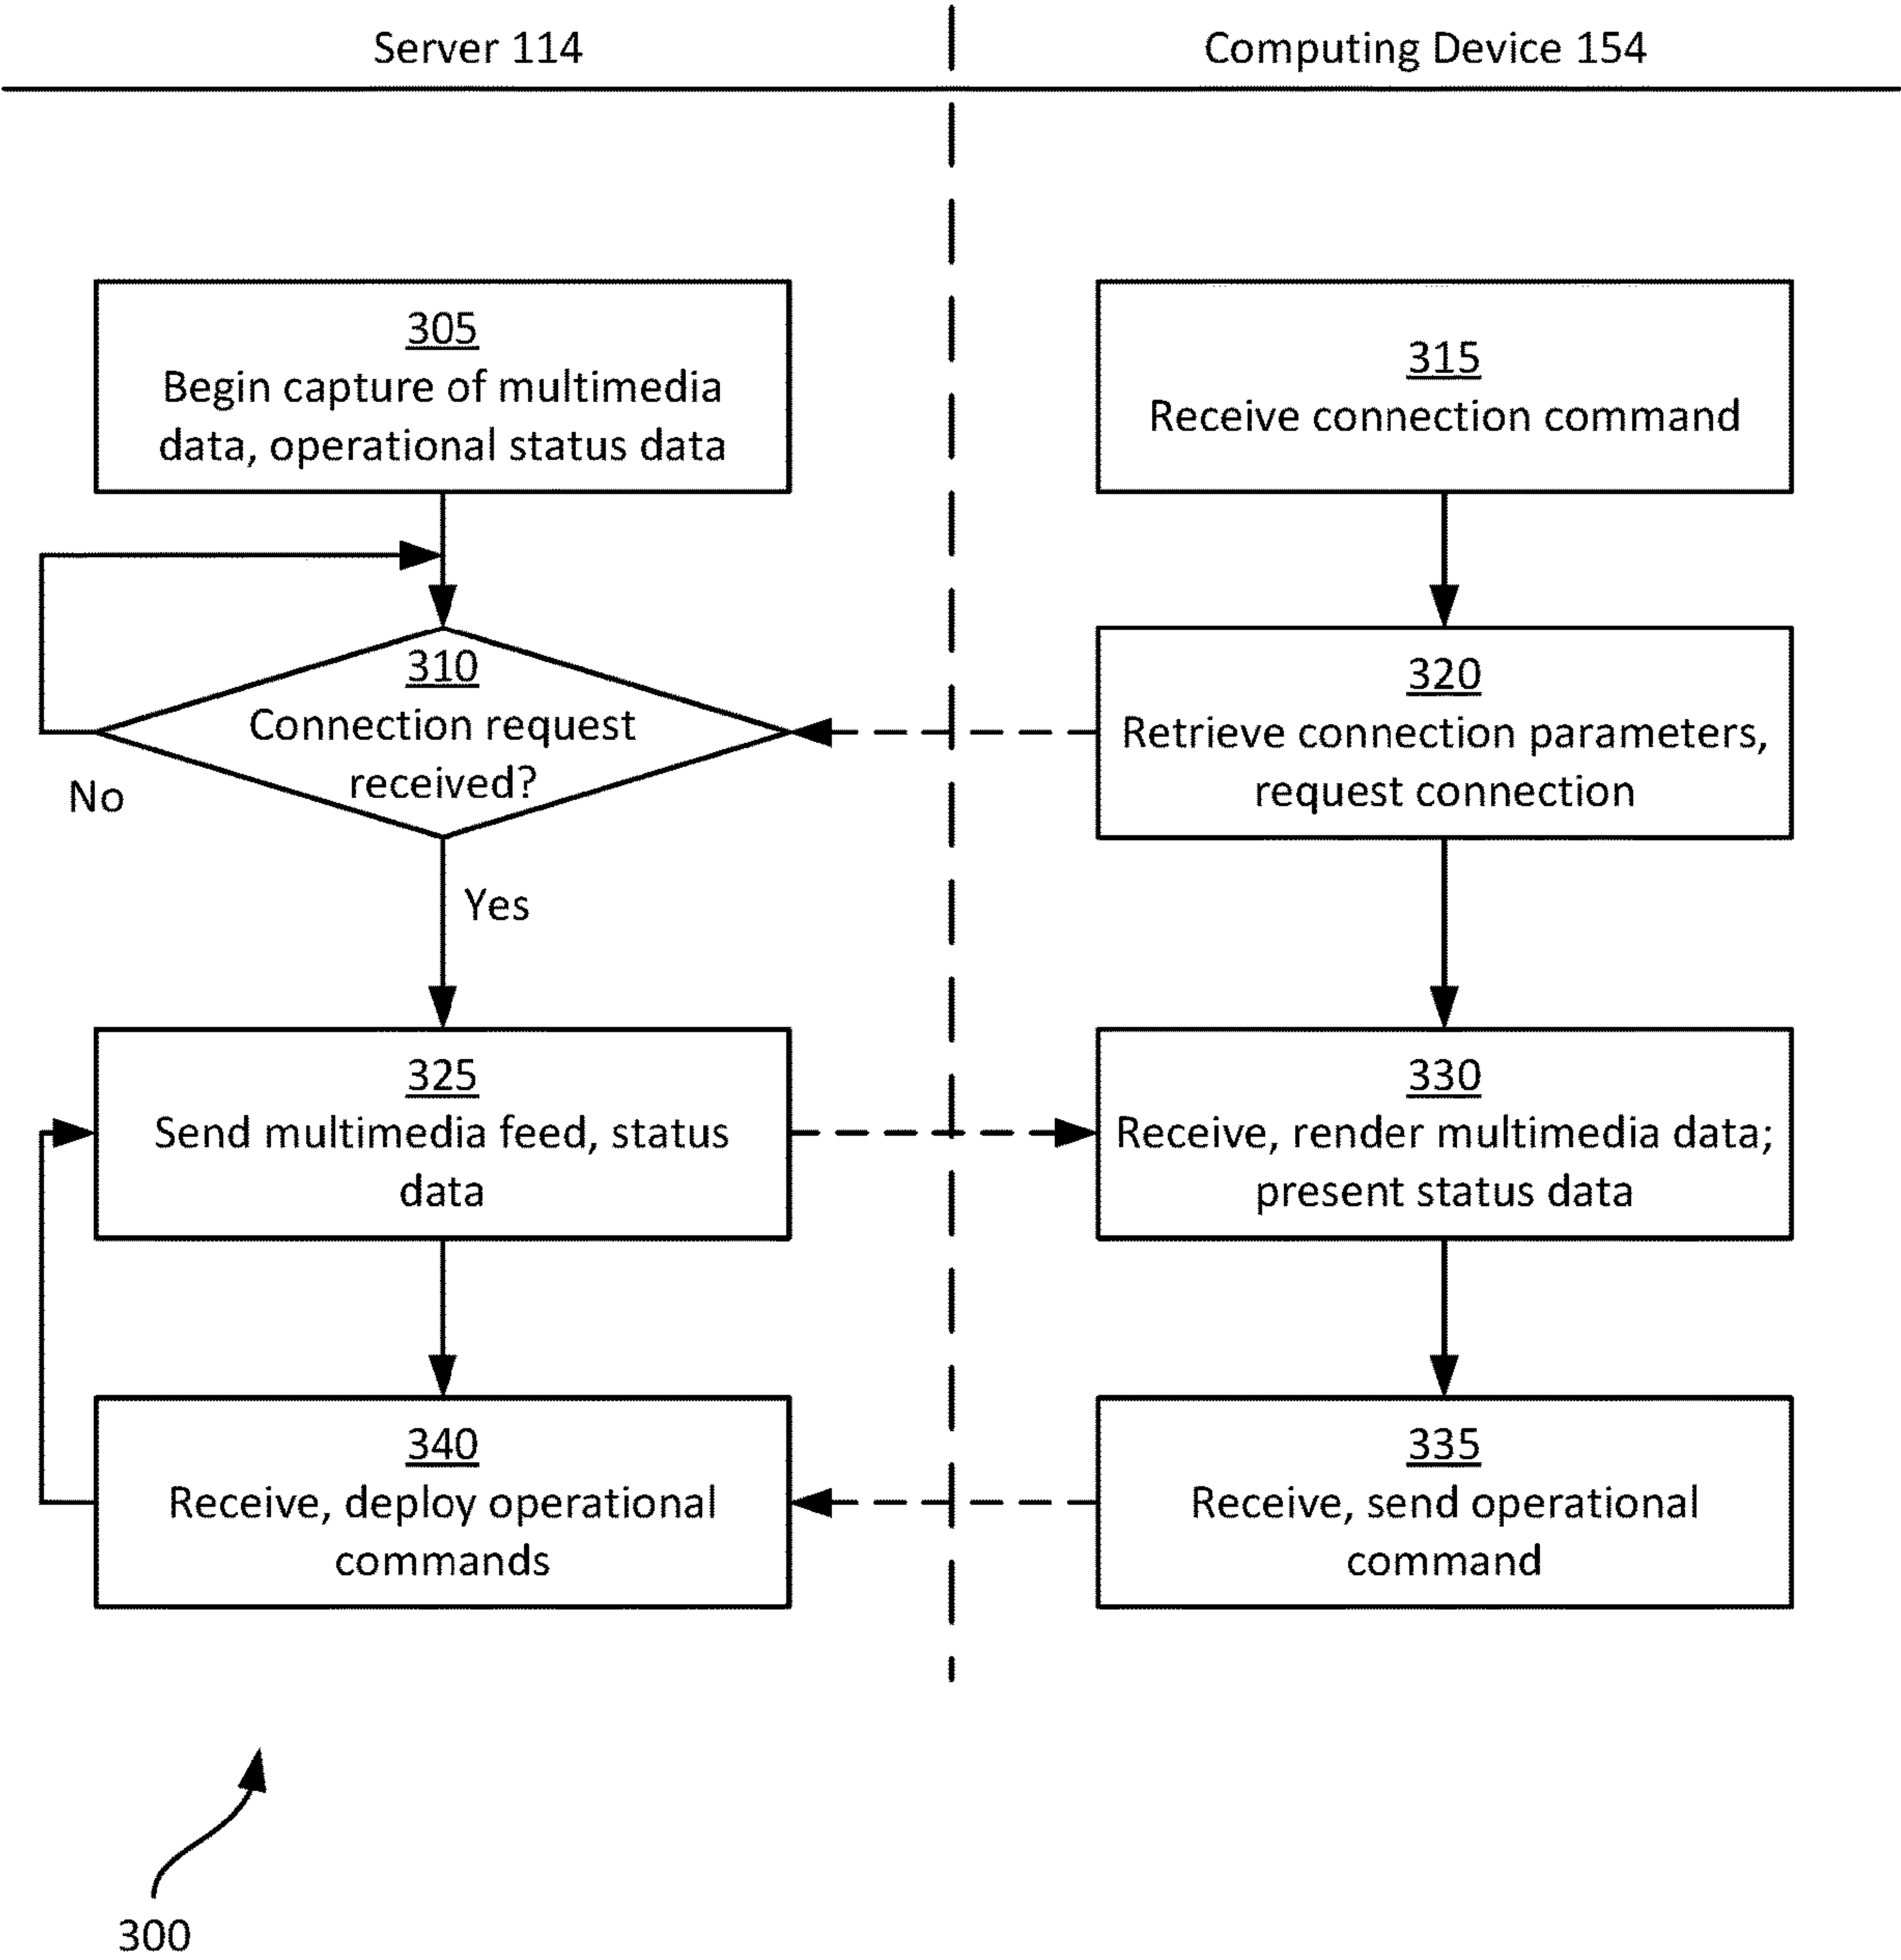 Server 114
Computing Device 154
305
Begin capture of multimedia
data, operational status data
315
Receive connection command
310
Connection request
received?
No
Yes
320
Retrieve connection parameters,
request connection
325
Send multimedia feed, status
data
330
Receive, render multimedia data;
present status data
340
Receive, deploy operational
commands
335
Receive, send operational
command
300